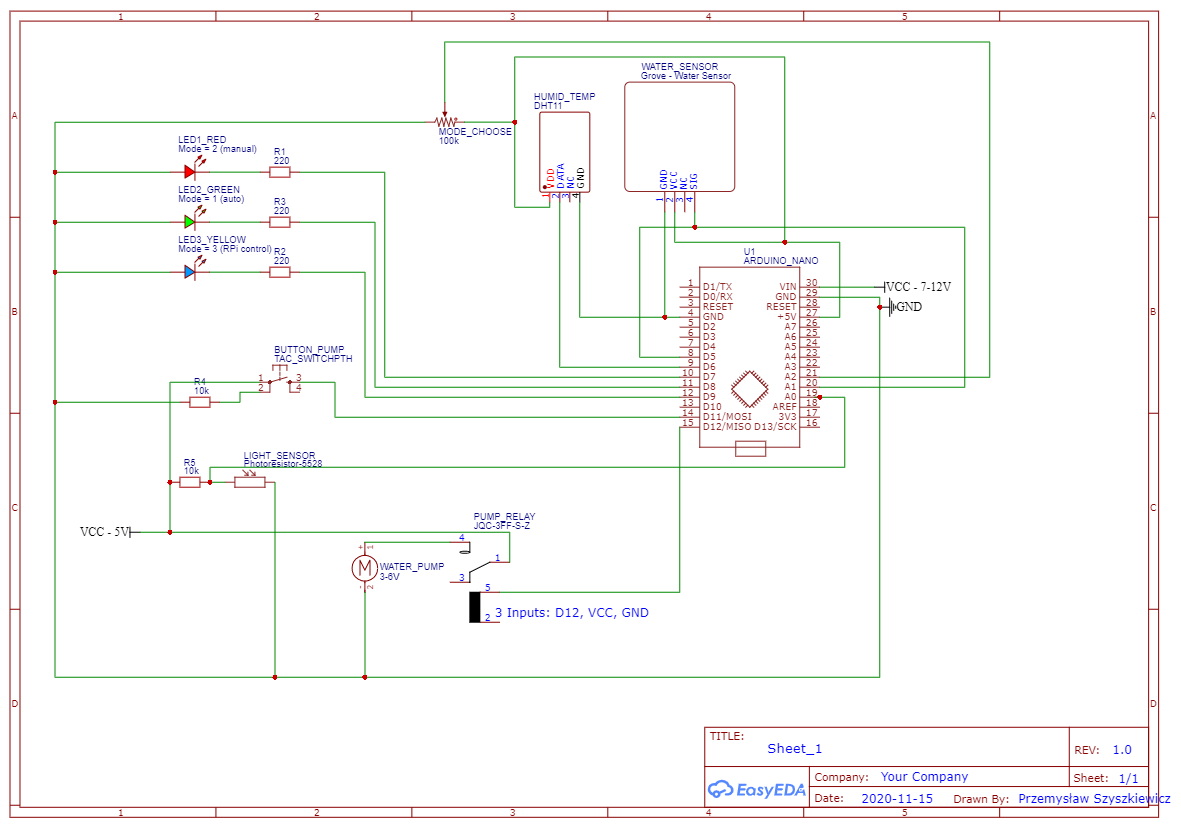 1 2 3 4 5
A
B
C
D
A
B
C
D
WATER_SENSOR
Grove - Water Sensor
GND
VCC
NC
SIG
1 2 3 4
HUMID_TEMP
DHT11
VDD
DATA
NC
GND
1 2 3 4
MODE_CHOOSE
100k
LED1_RED
Mode = 2 (manual)
R1
220
LED2_GREEN
Mode = 1 (auto)
R3
220
LED3_YELLOW
Mode = 3 (RPi control)
R2
220
U1
ARDUINO_NANO
1 D1/TX VIN 30
2 D0/RX GND 29
3 RESET RESET 28
4 GND +5V 27
5 D2 A7 26
6 D3 A6 25
7 D4 A5 24
8 D5 A4 23
9 D6 A3 22
10 D7 A2 21
11 D8 A1 20
12 D9 A0 19
13 D10 AREF 18
14 D11/MOSI 3V3 17
15 D12/MISO D13/SCK 16
VCC - 7-12V
GND
BUTTON_PUMP
TAC_SWITCHPTH
1 3
2 4
R4
10k
R5
10k
LIGHT_SENSOR
Photoresistor-5528
VCC - 5V
PUMP_RELAY
JQC-3FF-S-Z
4
1
3
5
2
3 Inputs: D12, VCC, GND
+ 1
M
WATER_PUMP
3-6V
- 2
TITLE:
Sheet_1
REV: 1.0
EasyEDA
Company: Your Company
Sheet: 1/1
Date: 2020-11-15 Drawn By: Przemysław Szyszkiewicz
1 2 3 4 5